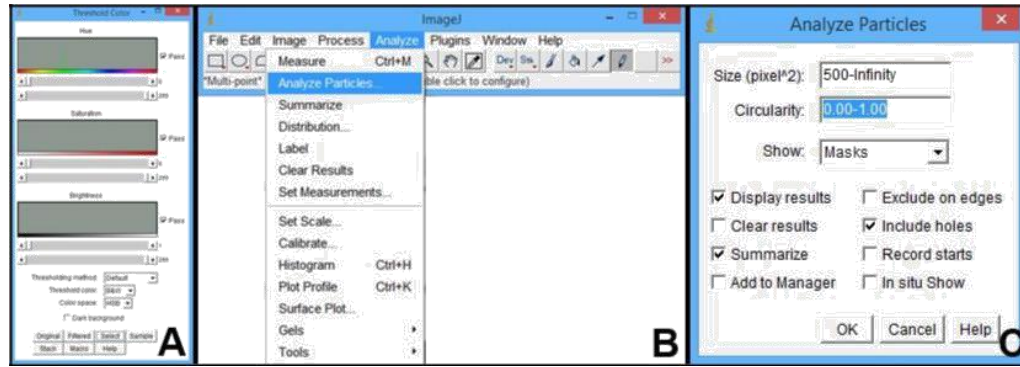 Threshold Color
Hue
Pass
255
Saturation
Pass
255
Brightness
Pass
255
Thresholding method: Default
Threshold color: B&W
Color space: HSB
Dark background
Original Filtered Select Sample
Stack Macro Help
A
ImageJ
File Edit Image Process Analyze Plugins Window Help
Dev Stk
>>
*Multi-point*
ble click to configure)
Measure Ctrl+M
Analyze Particles...
Summarize
Distribution...
Label
Clear Results
Set Measurements...
Set Scale...
Calibrate...
Histogram Ctrl+H
Plot Profile Ctrl+K
Surface Plot...
Gels
Tools
B
Analyze Particles
Size (pixel^2): 500-Infinity
Circularity: 0.00-1.00
Show: Masks
Display results Exclude on edges
Clear results Include holes
Summarize Record starts
Add to Manager In situ Show
OK Cancel Help
C